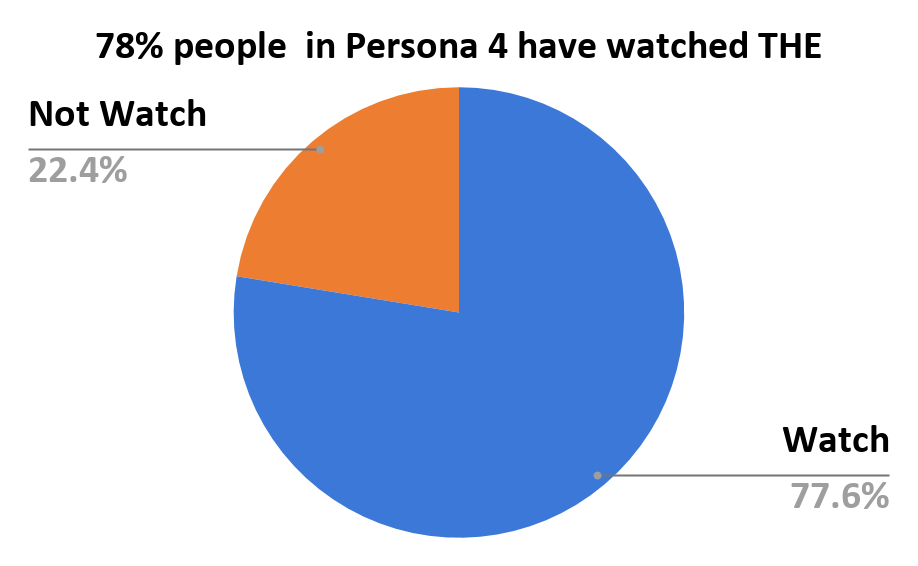 78% people  in Persona 4 have watched THE
Not Watch
22.4%
Watch
77.6%